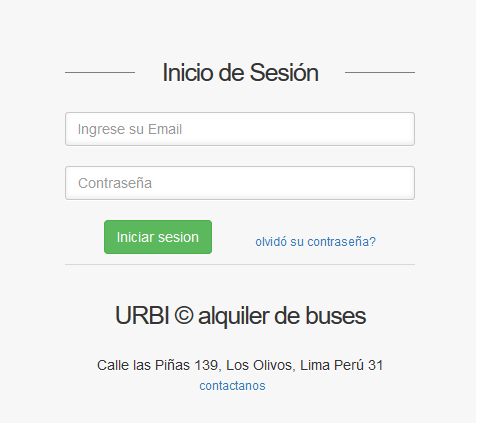 Inicio de Sesión
Ingrese su Email
Contraseña
Iniciar sesion olvidó su contraseña?
URBI © alquiler de buses
Calle las Piñas 139, Los Olivos, Lima Perú 31
contactanos